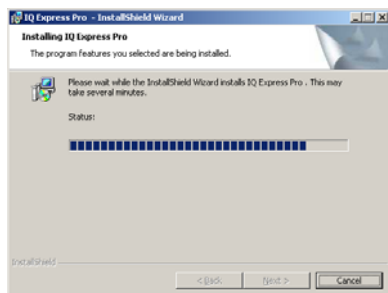 IQ Express Pro - InstallShield Wizard
Installing IQ Express Pro
The program features you selected are being installed.
Please wait while the InstallShield Wizard installs IQ Express Pro . This may
take several minutes.
Status:
InstallShield
< Back
Next >
Cancel